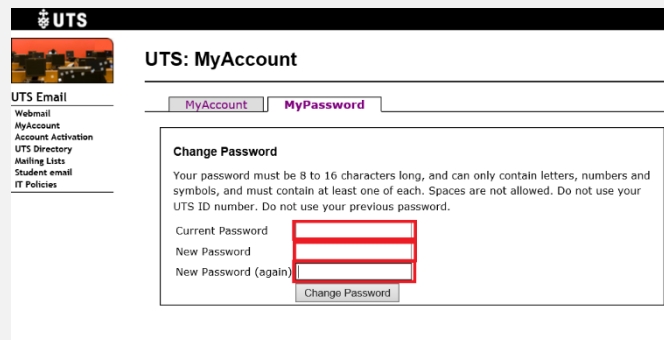 UTS
UTS: MyAccount
UTS Email
Webmail
MyAccount
Account Activation
UTS Directory
Mailing Lists
Student email
IT Policies
MyAccount MyPassword
Change Password
Your password must be 8 to 16 characters long, and can only contain letters, numbers and
symbols, and must contain at least one of each. Spaces are not allowed. Do not use your
UTS ID number. Do not use your previous password.
Current Password
New Password
New Password (again)
Change Password